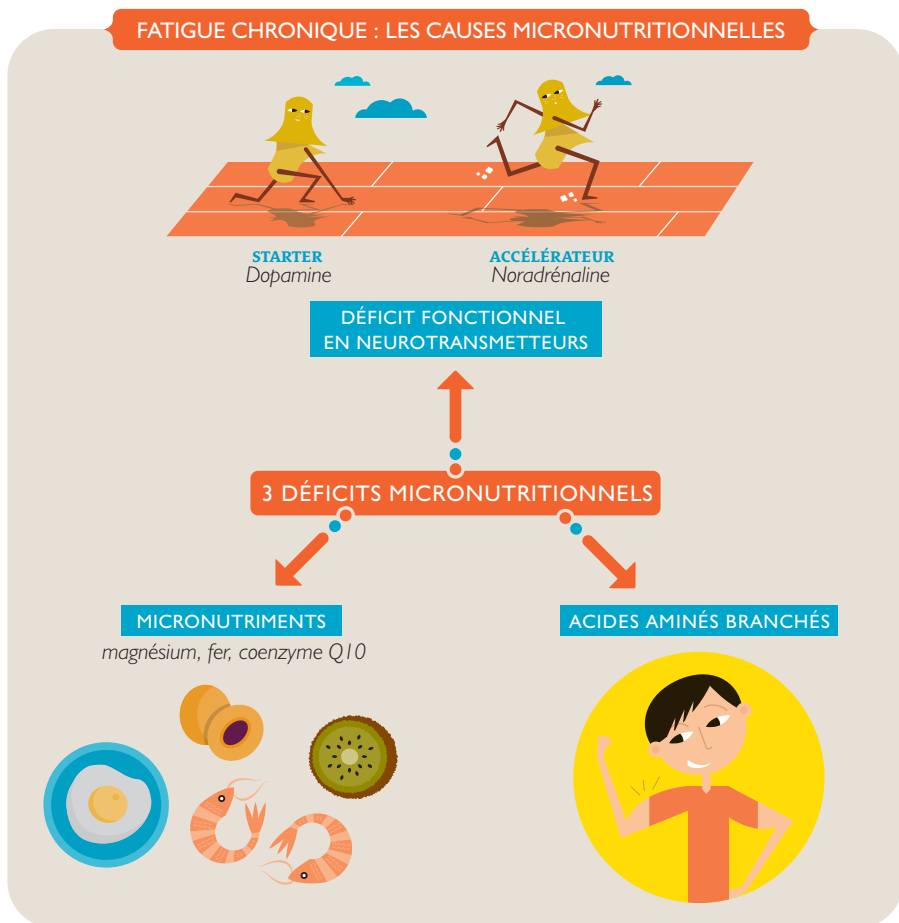 FATIGUE CHRONIQUE : LES CAUSES MICRONUTRITIONNELLES
STARTER
Dopamine
ACCÉLÉRATEUR
Noradrénaline
DÉFICIT FONCTIONNEL
EN NEUROTRANSMETTEURS
3 DÉFICITS MICRONUTRITIONNELS
MICRONUTRIMENTS
magnésium, fer, coenzyme Q10
ACIDES AMINÉS BRANCHÉS